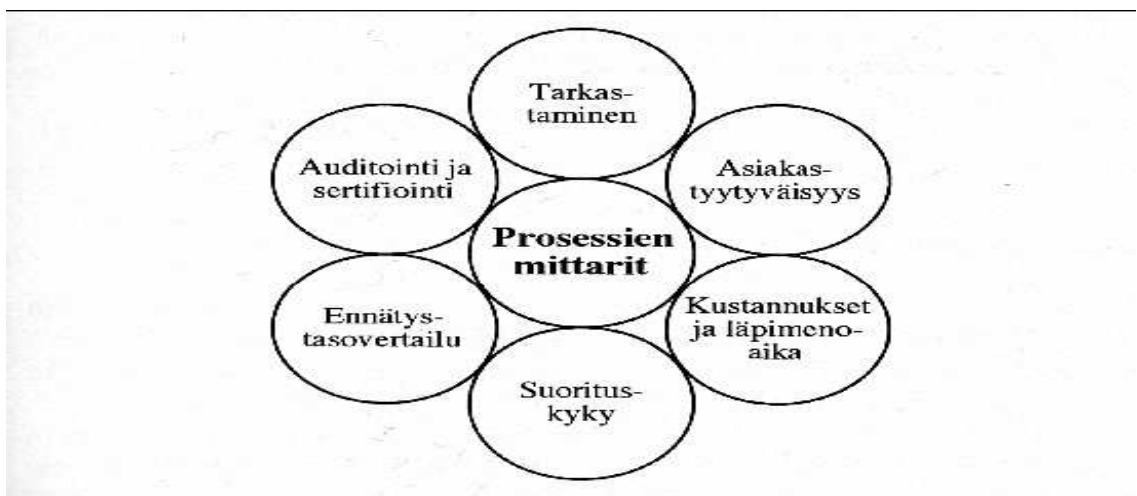 Tarkas-
taminen
Auditointi ja
sertifiointi
Asiakas-
tyytyväisyys
Prosessien
mittarit
Ennätys-
tasovertailu
Kustannukset
ja läpimeno-
aika
Suoritus-
kyky